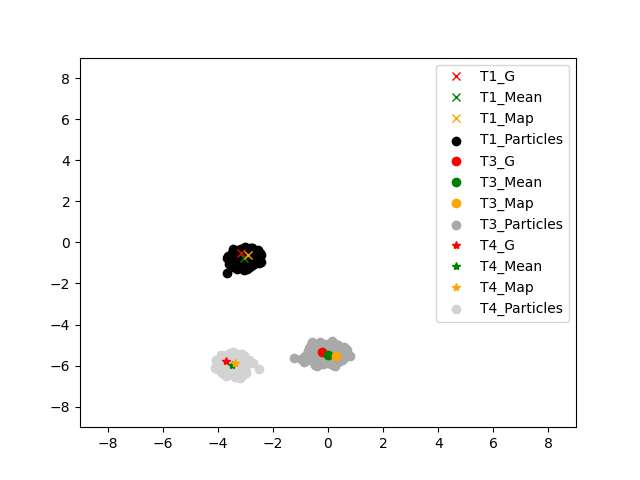 8
6
4
2
0
−2
−4
−6
−8
−8 −6 −4 −2 0 2 4 6 8
T1_G
T1_Mean
T1_Map
T1_Particles
T3_G
T3_Mean
T3_Map
T3_Particles
T4_G
T4_Mean
T4_Map
T4_Particles